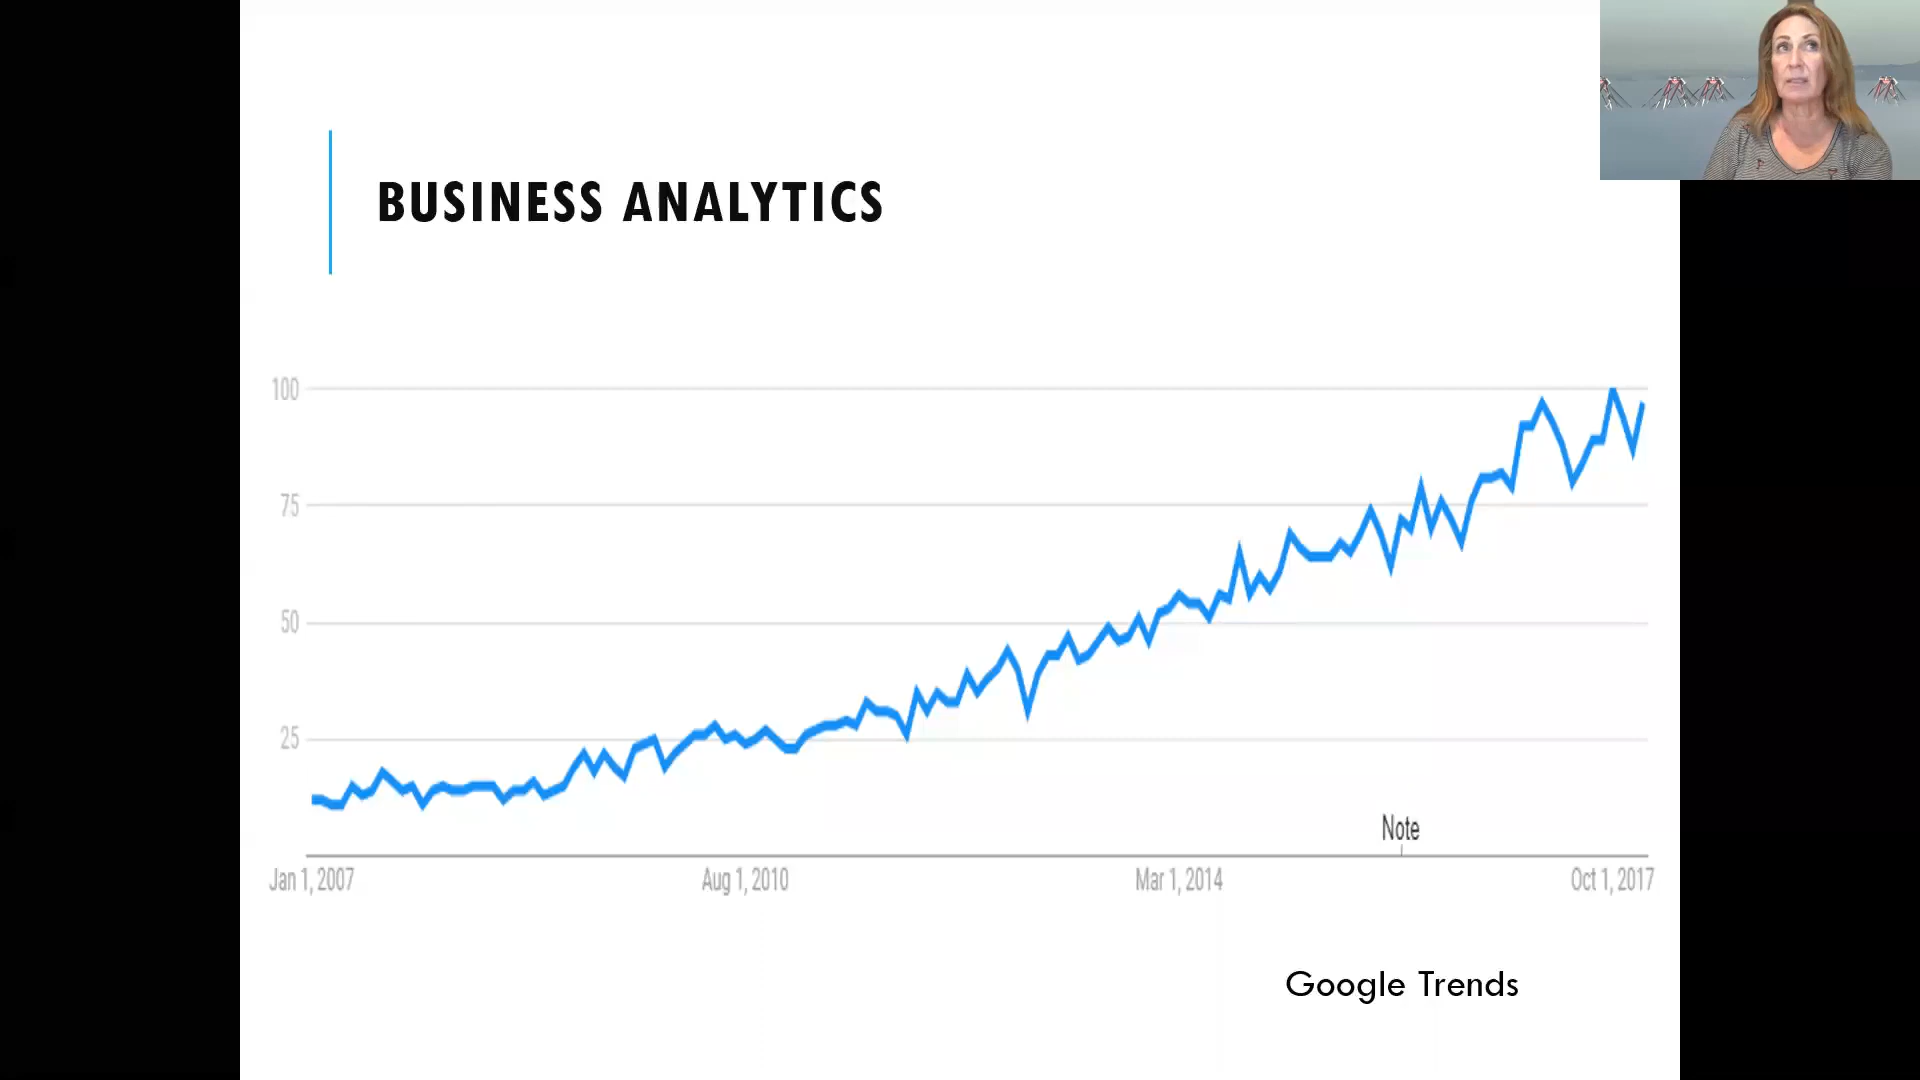 BUSINESS ANALYTICS
100
75
50
25
Note
Jan 1, 2007
Aug 1, 2010
Mar 1, 2014
Oct 1, 2017
Google Trends